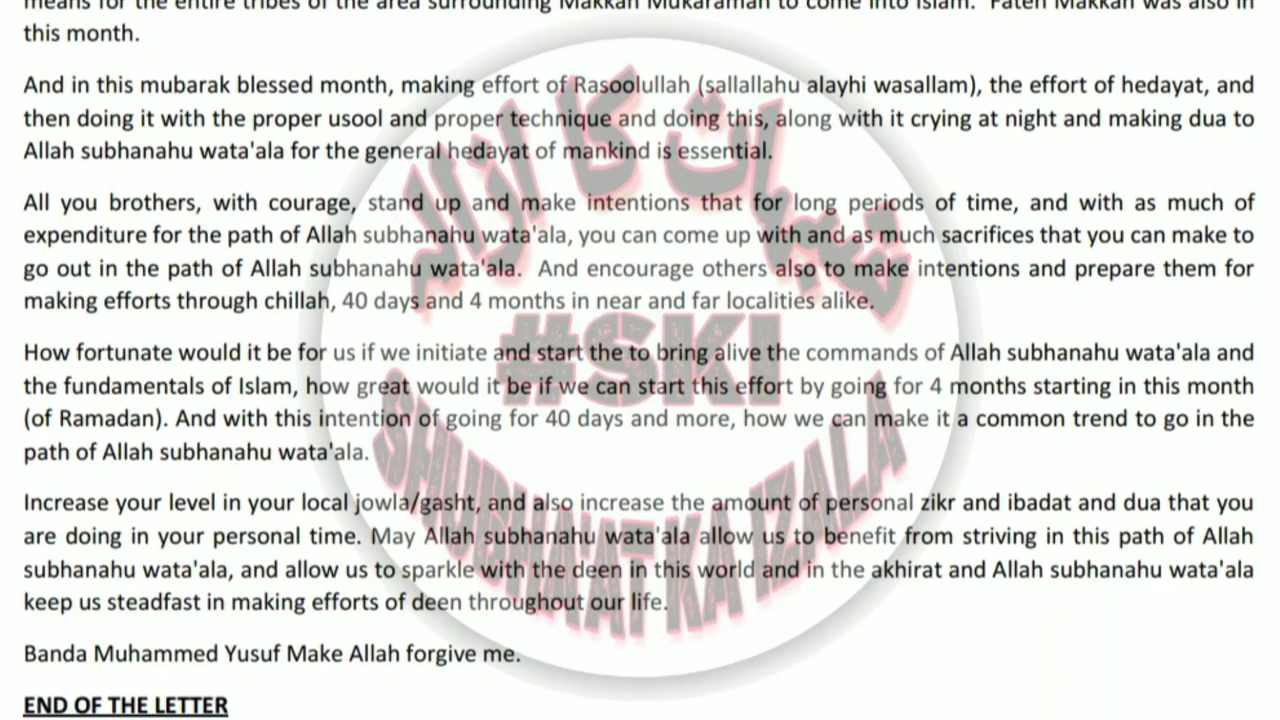 means for the entire tribes of the area surrounding Makkah Mukaramah to come into Islam. Fateh Makkah was also in
this month.
And in this mubarak blessed month, making effort of Rasoolullah (sallallahu alayhi wasallam), the effort of hedayat, and
then doing it with the proper usool and proper technique and doing this, along with it crying at night and making dua to
Allah subhanahu wata'ala for the general hedayat of mankind is essential.
All you brothers, with courage, stand up and make intentions that for long periods of time, and with as much of
expenditure for the path of Allah subhanahu wata'ala, you can come up with and as much sacrifices that you can make to
go out in the path of Allah subhanahu wata'ala. And encourage others also to make intentions and prepare them for
making efforts through chillah, 40 days and 4 months in near and far localities alike.
How fortunate would it be for us if we initiate and start the to bring alive the commands of Allah subhanahu wata'ala and
the fundamentals of Islam, how great would it be if we can start this effort by going for 4 months starting in this month
(of Ramadan). And with this intention of going for 40 days and more, how we can make it a common trend to go in the
path of Allah subhanahu wata'ala.
Increase your level in your local jowla/gasht, and also increase the amount of personal zikr and ibadat and dua that you
are doing in your personal time. May Allah subhanahu wata'ala allow us to benefit from striving in this path of Allah
subhanahu wata'ala, and allow us to sparkle with the deen in this world and in the akhirat and Allah subhanahu wata'ala
keep us steadfast in making efforts of deen throughout our life.
Banda Muhammed Yusuf Make Allah forgive me.
END OF THE LETTER
شبہات کا ازالہ
#SKI
SHUBHAAT KA IZALA